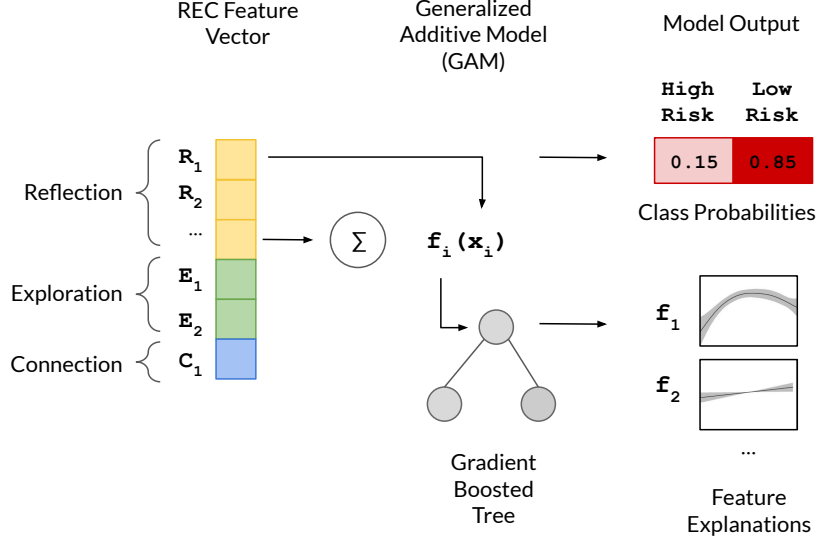 REC Feature
Vector
Generalized
Additive Model
(GAM)
Model Output
High
Risk
Low
Risk
0.15
0.85
Class Probabilities
Reflection
R1
R2
...
Exploration
E1
E2
Connection
C1
Σ
fi(xi)
f1
f2
...
Gradient
Boosted
Tree
Feature
Explanations